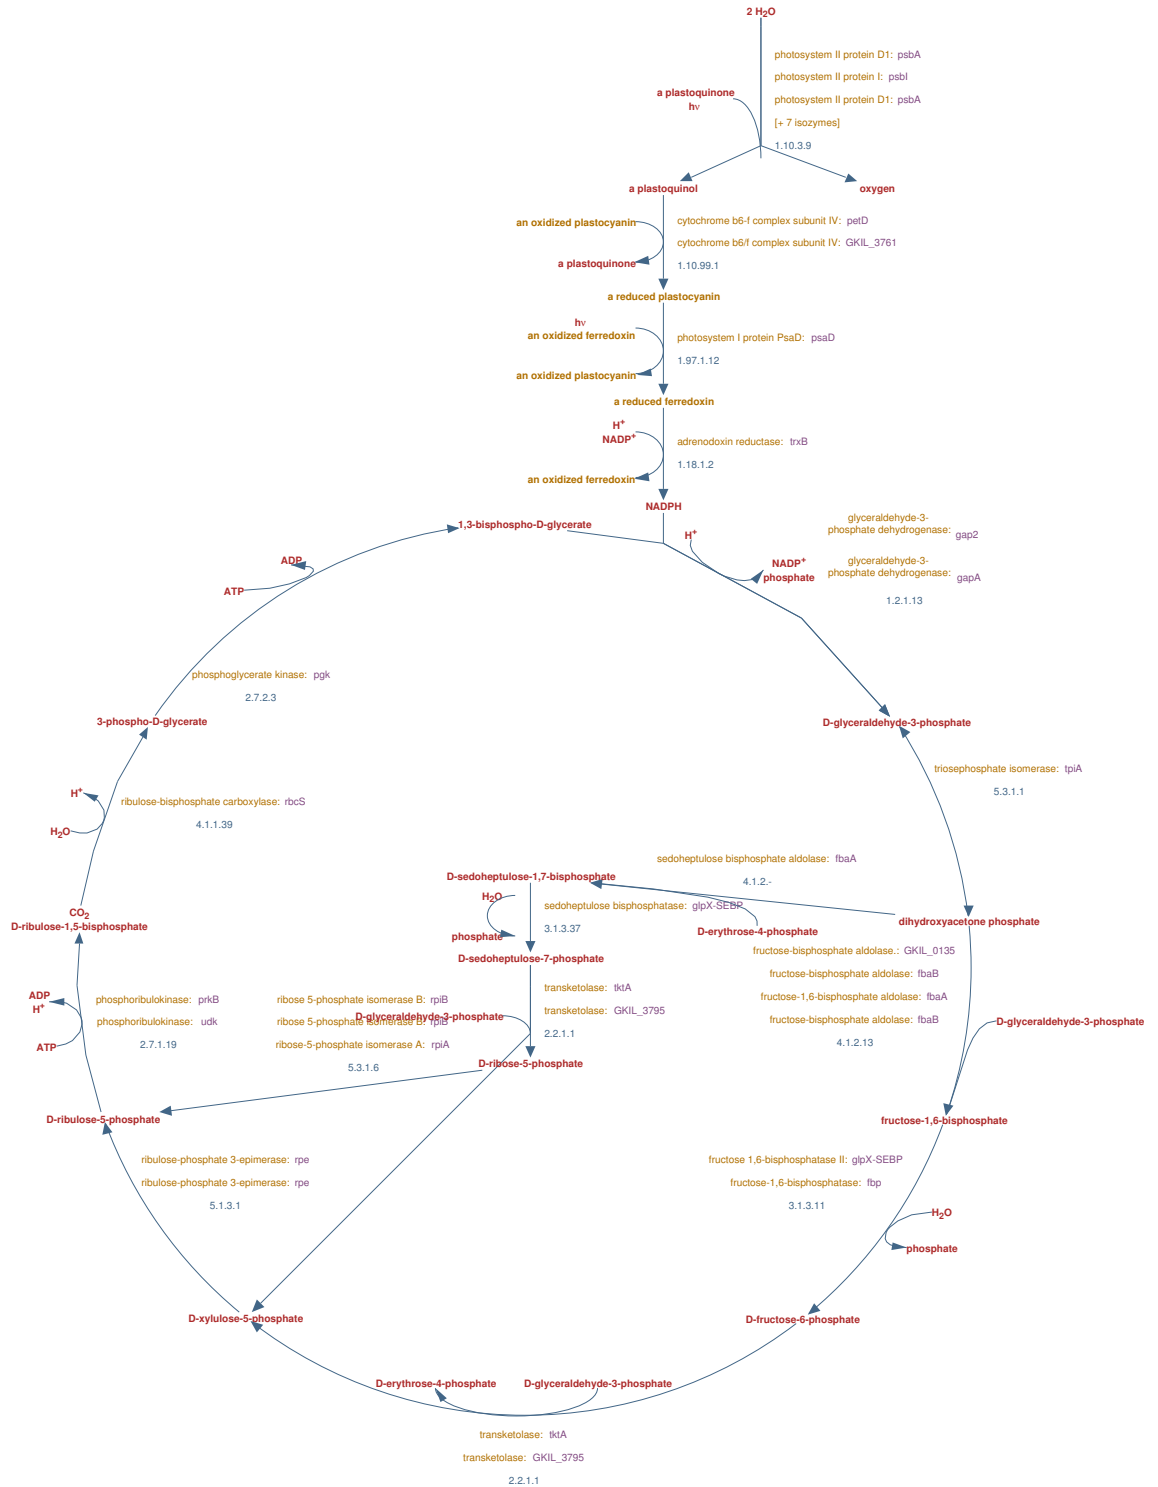 2 H2O
photosystem II protein D1: psbA
photosystem II protein I: psbI
a plastoquinone
hν
photosystem II protein D1: psbA
[+ 7 isozymes]
1.10.3.9
a plastoquinol
oxygen
an oxidized plastocyanin
cytochrome b6-f complex subunit IV: petD
cytochrome b6/f complex subunit IV: GKIL_3761
a plastoquinone
1.10.99.1
a reduced plastocyanin
hν
an oxidized ferredoxin
photosystem I protein PsaD: psaD
1.97.1.12
an oxidized plastocyanin
a reduced ferredoxin
H+
NADP+
adrenodoxin reductase: trxB
1.18.1.2
an oxidized ferredoxin
NADPH
1,3-bisphospho-D-glycerate
H+
glyceraldehyde-3-
phosphate dehydrogenase: gap2
NADP+
phosphate
glyceraldehyde-3-
phosphate dehydrogenase: gapA
1.2.1.13
ADP
ATP
phosphoglycerate kinase: pgk
2.7.2.3
3-phospho-D-glycerate
D-glyceraldehyde-3-phosphate
triosephosphate isomerase: tpiA
5.3.1.1
H+
ribulose-bisphosphate carboxylase: rbcS
4.1.1.39
H2O
sedoheptulose bisphosphate aldolase: fbaA
4.1.2.-
D-sedoheptulose-1,7-bisphosphate
H2O
sedoheptulose bisphosphatase: glpX-SEBP
3.1.3.37
phosphate
CO2
D-ribulose-1,5-bisphosphate
dihydroxyacetone phosphate
D-erythrose-4-phosphate
fructose-bisphosphate aldolase.: GKIL_0135
D-sedoheptulose-7-phosphate
fructose-bisphosphate aldolase: fbaB
transketolase: tktA
fructose-1,6-bisphosphate aldolase: fbaA
ADP
H+
phosphoribulokinase: prkB
ribose 5-phosphate isomerase B: rpiB
transketolase: GKIL_3795
D-glyceraldehyde-3-phosphate
fructose-bisphosphate aldolase: fbaB
D-glyceraldehyde-3-phosphate
phosphoribulokinase: udk
ribose 5-phosphate isomerase B: rpiB
2.2.1.1
4.1.2.13
ATP
2.7.1.19
ribose-5-phosphate isomerase A: rpiA
5.3.1.6
D-ribose-5-phosphate
D-ribulose-5-phosphate
fructose-1,6-bisphosphate
ribulose-phosphate 3-epimerase: rpe
ribulose-phosphate 3-epimerase: rpe
5.1.3.1
fructose 1,6-bisphosphatase II: glpX-SEBP
fructose-1,6-bisphosphatase: fbp
3.1.3.11
H2O
phosphate
D-xylulose-5-phosphate
D-fructose-6-phosphate
D-erythrose-4-phosphate
D-glyceraldehyde-3-phosphate
transketolase: tktA
transketolase: GKIL_3795
2.2.1.1